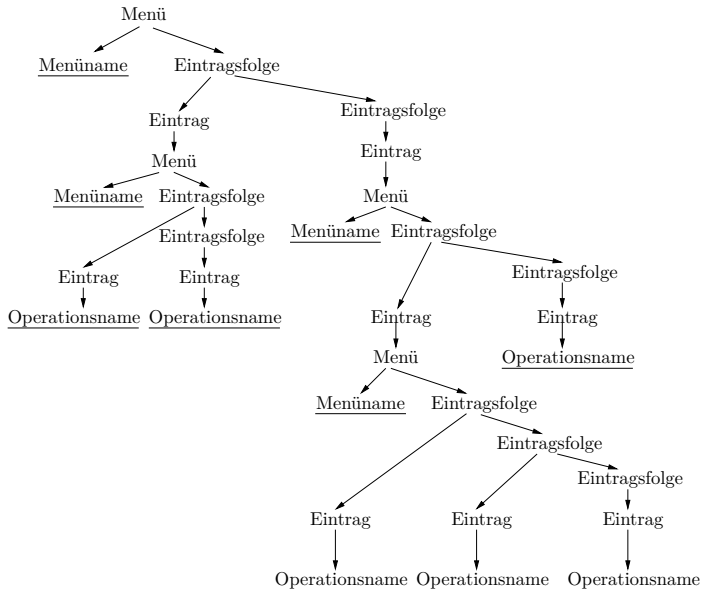 Menü
Menüname Eintragsfolge
Eintragsfolge
Eintrag
Eintrag
Menü
Menüname Eintragsfolge
Menü
Menüname Eintragsfolge
Eintragsfolge
Eintrag Eintrag
Eintragsfolge
Operationsname Operationsname
Eintrag Eintrag
Menü Operationsname
Menüname Eintragsfolge
Eintragsfolge
Eintragsfolge
Eintrag Eintrag Eintrag
Operationsname Operationsname Operationsname